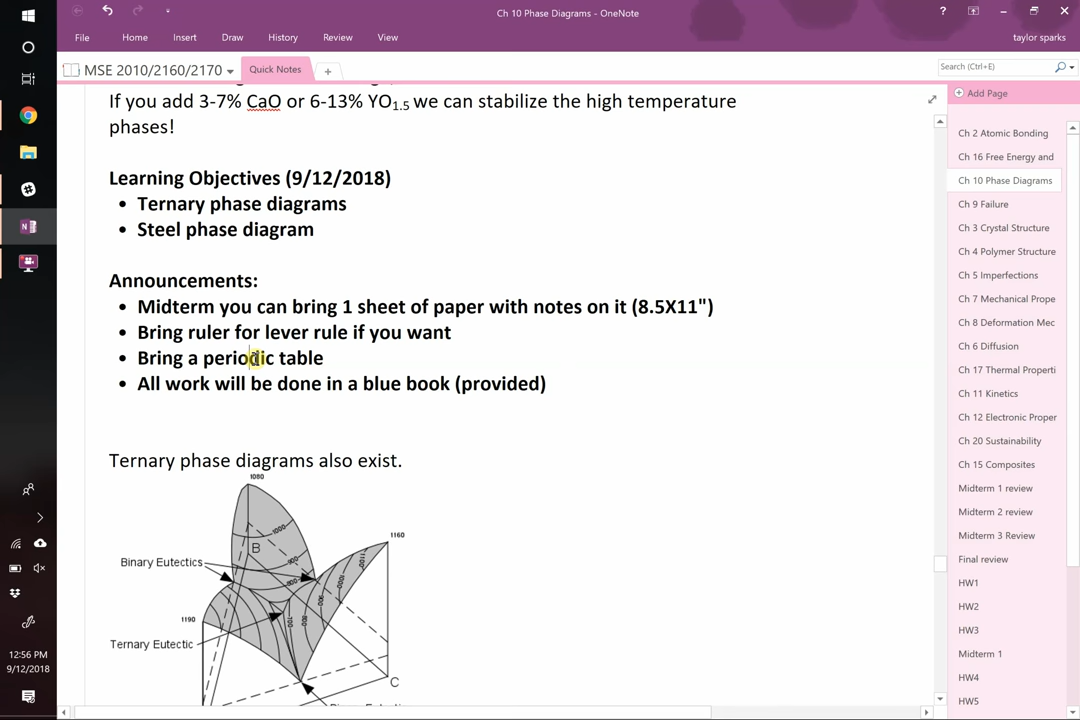 Ch 10 Phase Diagrams - OneNote
File Home Insert Draw History Review View
taylor sparks
MSE 2010/2160/2170
Quick Notes
Search (Ctrl+E)
If you add 3-7% CaO or 6-13% YO1.5 we can stabilize the high temperature
phases!
Learning Objectives (9/12/2018)
• Ternary phase diagrams
• Steel phase diagram
Announcements:
• Midterm you can bring 1 sheet of paper with notes on it (8.5X11")
• Bring ruler for lever rule if you want
• Bring a periodic table
• All work will be done in a blue book (provided)
Ternary phase diagrams also exist.
1080
1000
1160
B
900
1100
Binary Eutectics
800
1000
900
1190
700
800
Ternary Eutectic
C
Add Page
Ch 2 Atomic Bonding
Ch 16 Free Energy and
Ch 10 Phase Diagrams
Ch 9 Failure
Ch 3 Crystal Structure
Ch 4 Polymer Structure
Ch 5 Imperfections
Ch 7 Mechanical Prope
Ch 8 Deformation Mec
Ch 6 Diffusion
Ch 17 Thermal Properti
Ch 11 Kinetics
Ch 12 Electronic Proper
Ch 20 Sustainability
Ch 15 Composites
Midterm 1 review
Midterm 2 review
Midterm 3 Review
Final review
HW1
HW2
HW3
Midterm 1
HW4
HW5
12:56 PM
9/12/2018